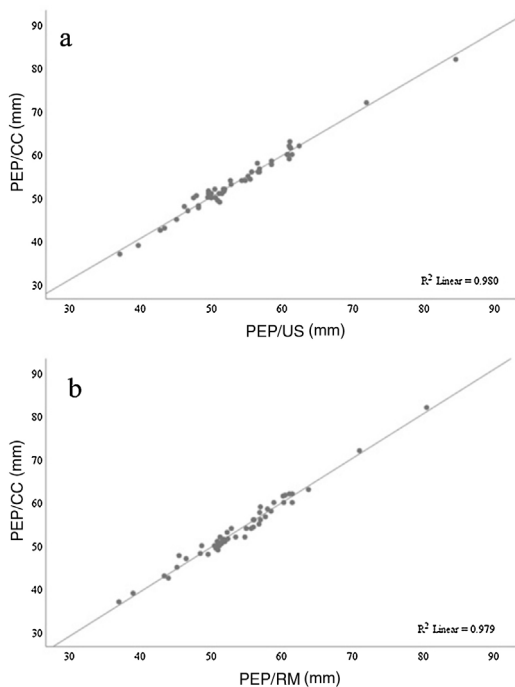 a
PEP/CC (mm)
90
80
70
60
50
40
30
R² Linear = 0.980
30 40 50 60 70 80 90
PEP/US (mm)
b
PEP/CC (mm)
90
80
70
60
50
40
30
R² Linear = 0.979
30 40 50 60 70 80 90
PEP/RM (mm)